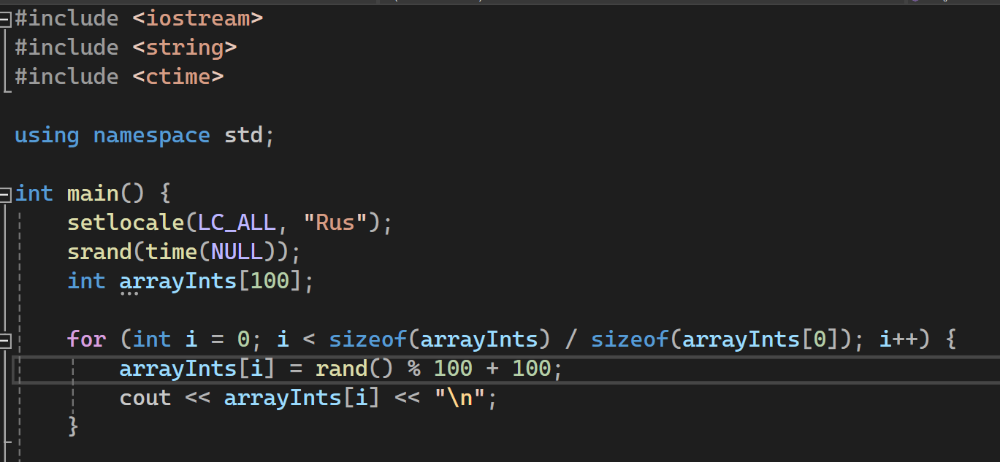 #include <iostream>
#include <string>
#include <ctime>
using namespace std;
int main() {
setlocale(LC_ALL, "Rus");
srand(time(NULL));
int arrayInts[100];
for (int i = 0; i < sizeof(arrayInts) / sizeof(arrayInts[0]); i++) {
arrayInts[i] = rand() % 100 + 100;
cout << arrayInts[i] << "\n";
}